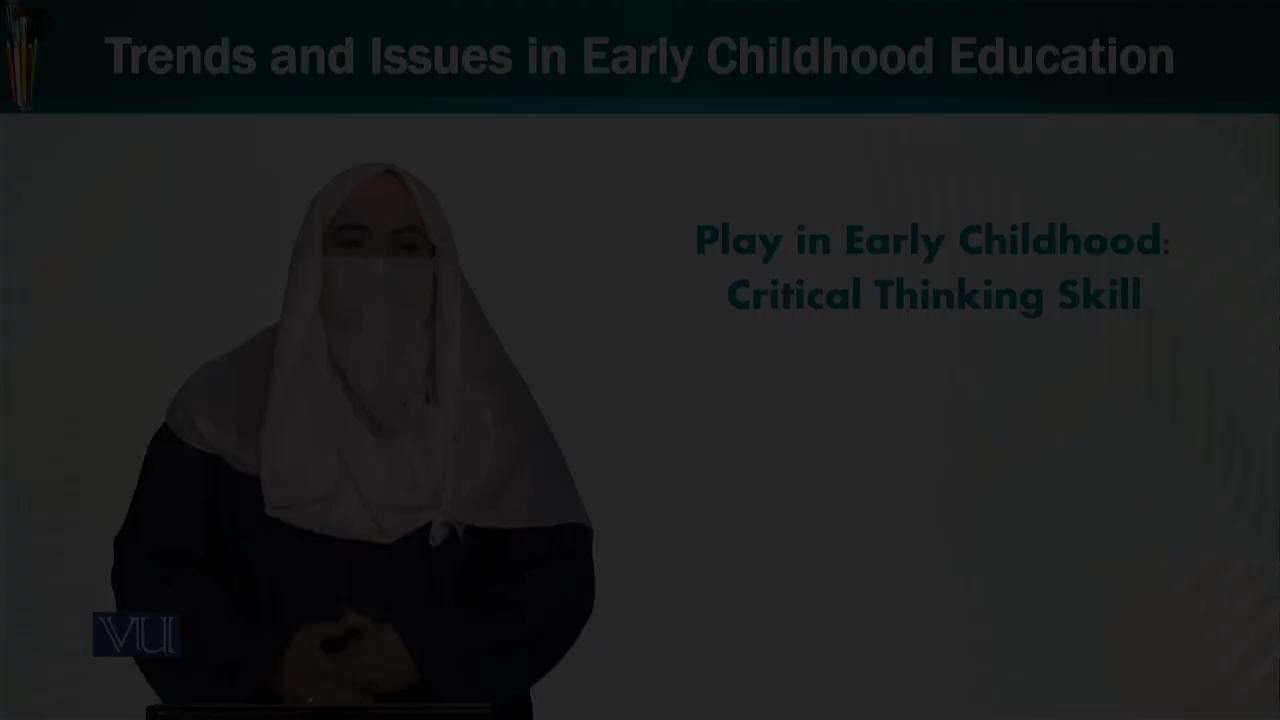 Trends and Issues in Early Childhood Education
Play in Early Childhood:
Critical Thinking Skill
VU